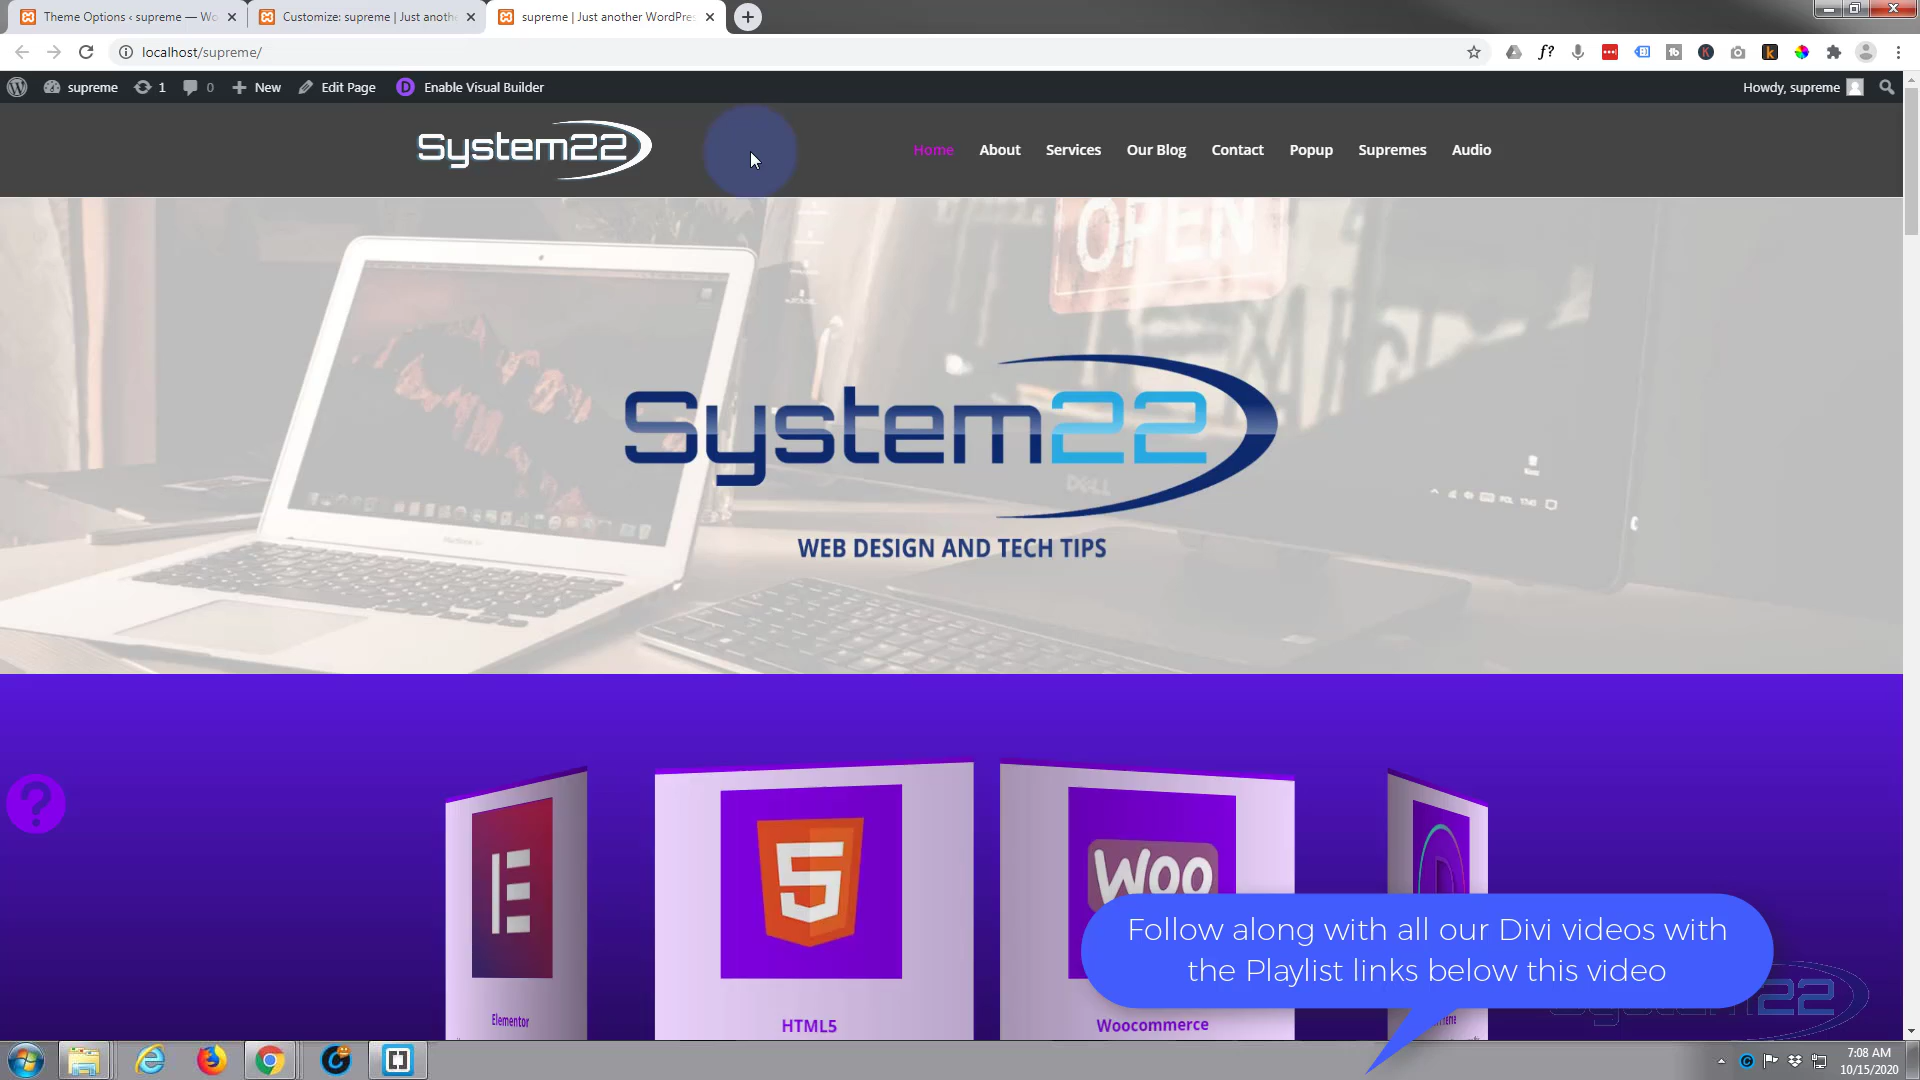 Theme Options ‹ supreme — Wo
Customize: supreme | Just anoth
supreme | Just another WordPres
localhost/supreme/
supreme
1
0
New
Edit Page
Enable Visual Builder
Howdy, supreme
System22
Home
About
Services
Our Blog
Contact
Popup
Supremes
Audio
OPEN
System22
DELL
WEB DESIGN AND TECH TIPS
Elementor
HTML5
Woo
Woocommerce
Follow along with all our Divi videos with
the Playlist links below this video
7:08 AM
10/15/2020